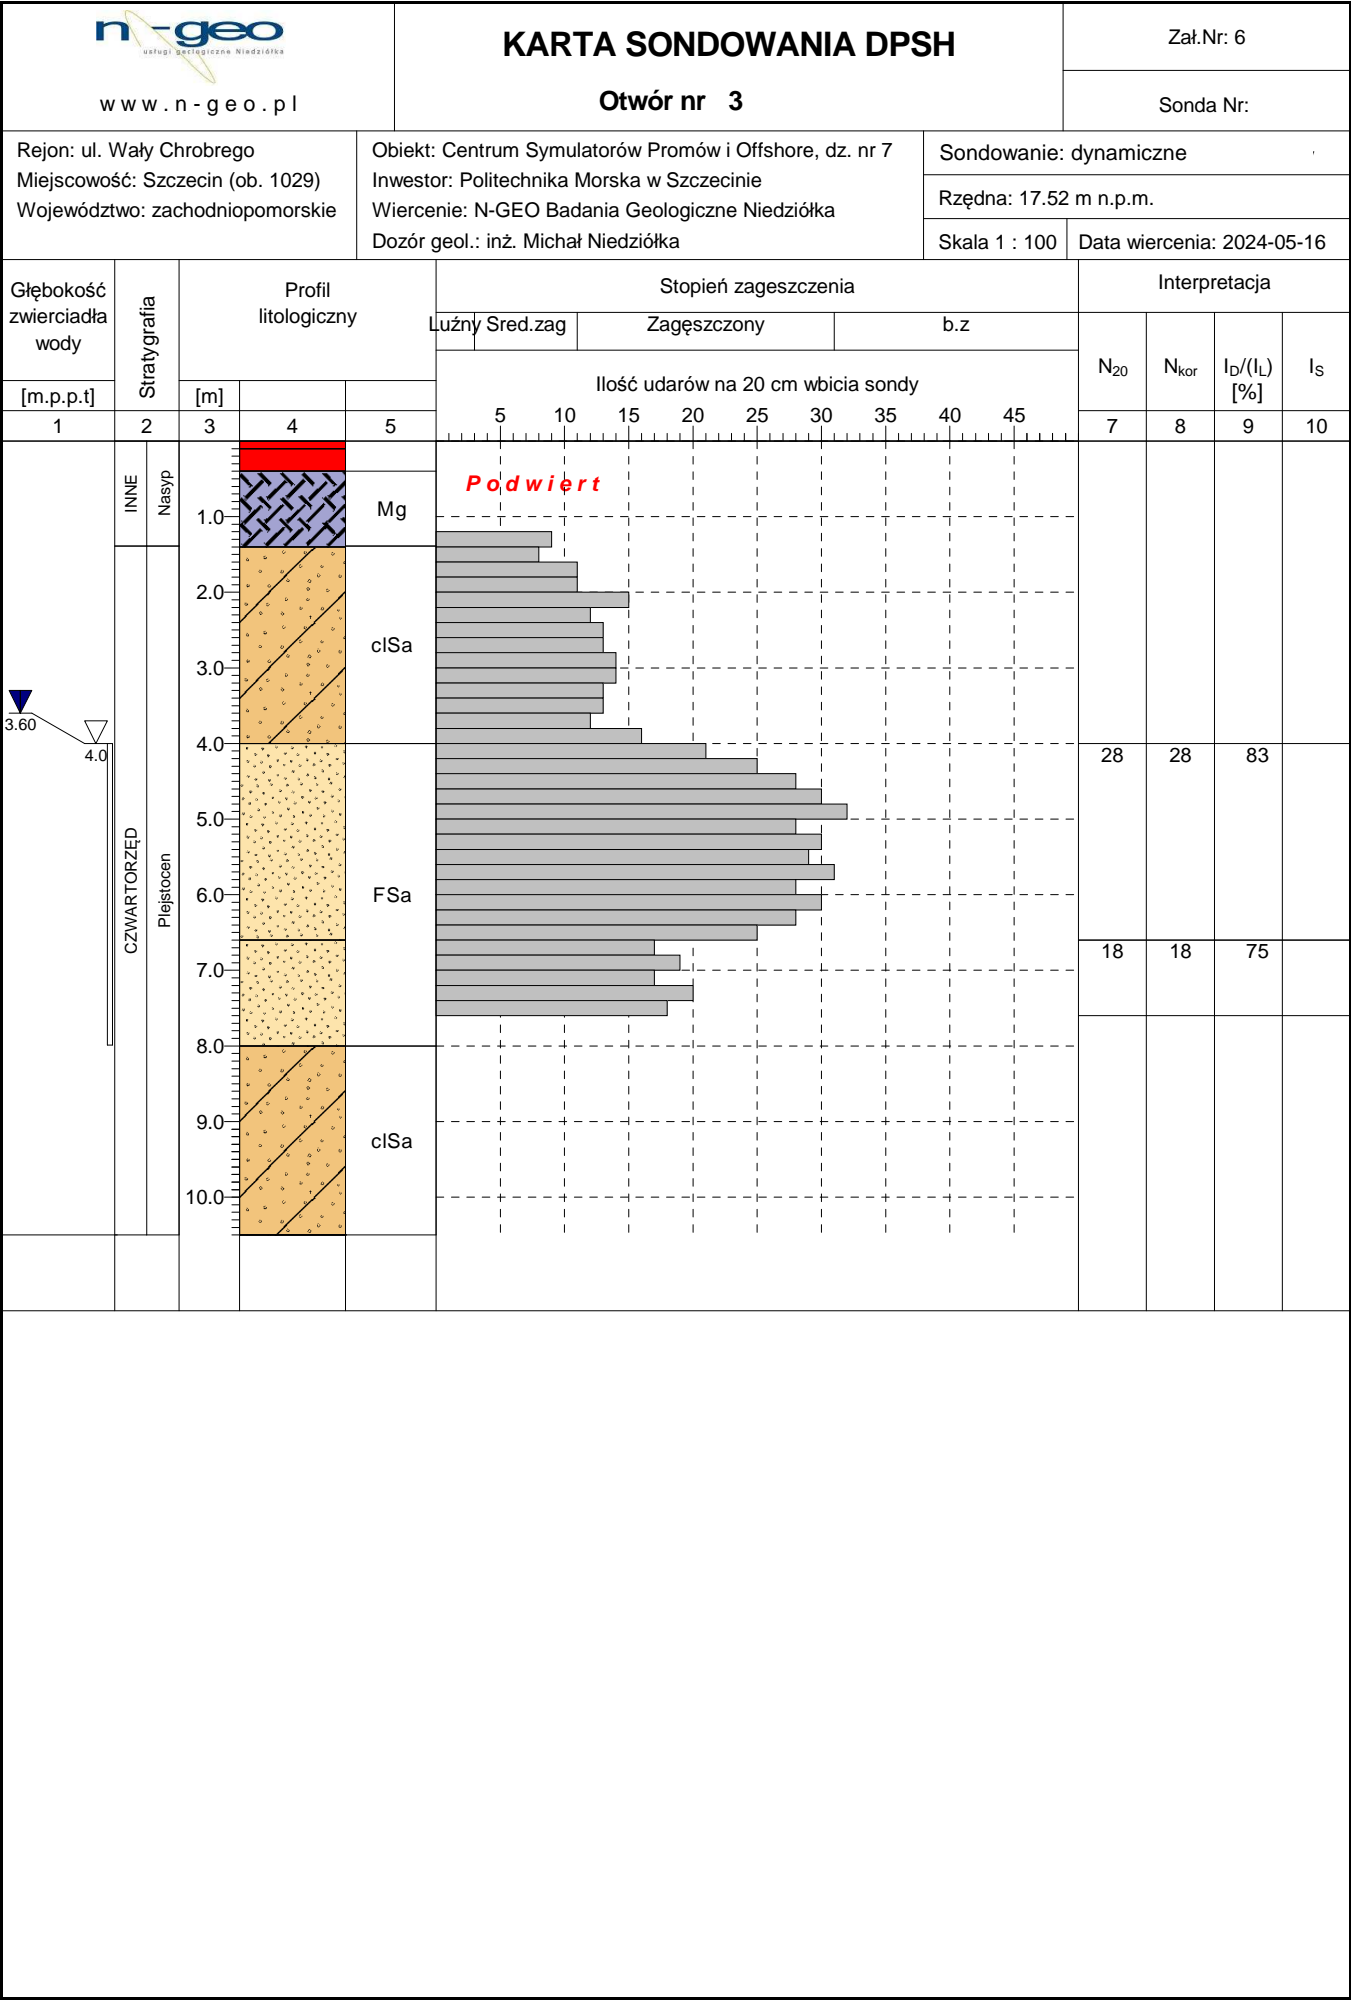 n-geo
usługi geologiczne Niedziółka
www.n-geo.pl
KARTA SONDOWANIA DPSH
Otwór nr 3
Zał.Nr: 6
Sonda Nr:
Rejon: ul. Wały Chrobrego
Miejscowość: Szczecin (ob. 1029)
Województwo: zachodniopomorskie
Obiekt: Centrum Symulatorów Promów i Offshore, dz. nr 7
Inwestor: Politechnika Morska w Szczecinie
Wiercenie: N-GEO Badania Geologiczne Niedziółka
Dozór geol.: inż. Michał Niedziółka
Sondowanie: dynamiczne
Rzędna: 17.52 m n.p.m.
Skala 1 : 100
Data wiercenia: 2024-05-16
Głębokość
zwierciadła
wody
[m.p.p.t]
Stratygrafia
Profil
litologiczny
[m]
Stopień zageszczenia
Luźny Sred.zag Zagęszczony b.z
Ilość udarów na 20 cm wbicia sondy
5 10 15 20 25 30 35 40 45
Interpretacja
N20 Nkor ID/(IL) IS
[%]
1 2 3 4 5 7 8 9 10
INNE
Nasyp
Podwiert
Mg
1.0
2.0
clSa
3.0
3.60
4.0
4.0
28 28 83
5.0
CZWARTORZĘD
Plejstocen
6.0
FSa
18 18 75
7.0
8.0
9.0
clSa
10.0